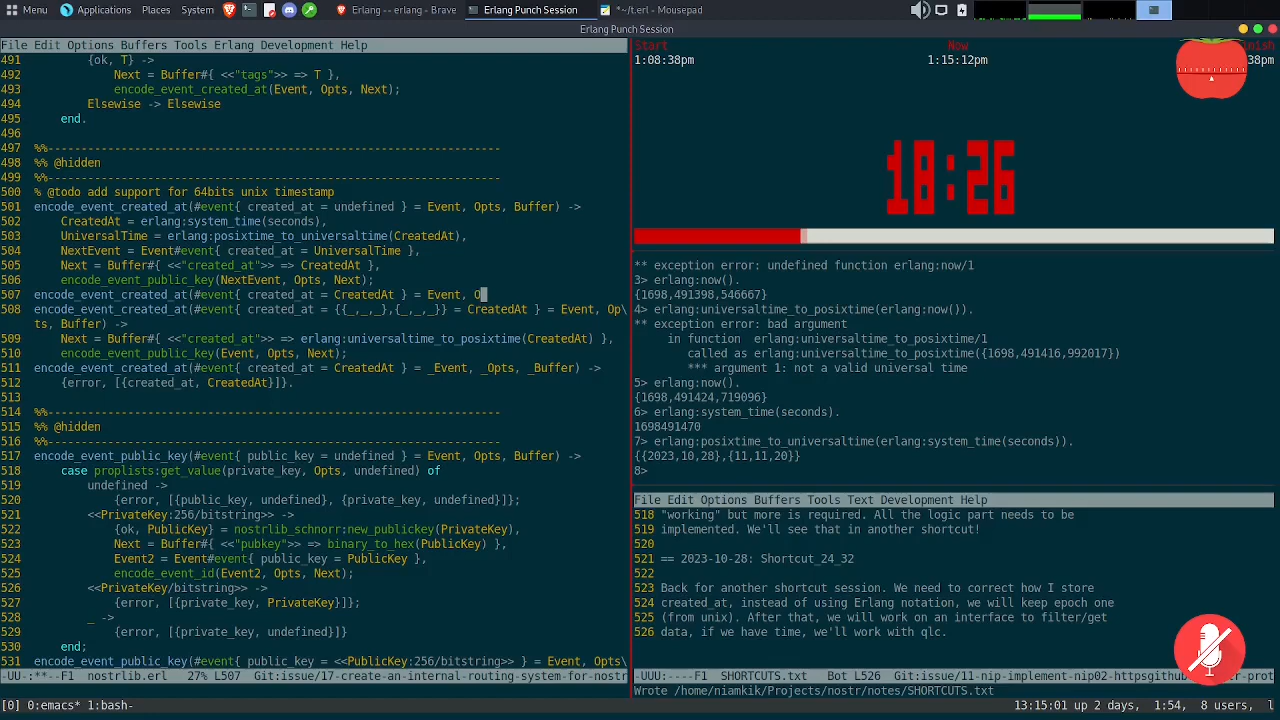 Menu Applications Places System Erlang -- erlang - Brave Erlang Punch Session *~/t.erl - Mousepad
Erlang Punch Session
File Edit Options Buffers Tools Erlang Development Help
491 {ok, T} ->
492 Next = Buffer#{ <<"tags">> => T },
493 encode_event_created_at(Event, Opts, Next);
494 Elsewise -> Elsewise
495 end.
496
497 %%--------------------------------------------------------------------
498 %% @hidden
499 %%--------------------------------------------------------------------
500 % @todo add support for 64bits unix timestamp
501 encode_event_created_at(#event{ created_at = undefined } = Event, Opts, Buffer) ->
502 CreatedAt = erlang:system_time(seconds),
503 UniversalTime = erlang:posixtime_to_universaltime(CreatedAt),
504 NextEvent = Event#event{ created_at = UniversalTime },
505 Next = Buffer#{ <<"created_at">> => CreatedAt },
506 encode_event_public_key(NextEvent, Opts, Next);
507 encode_event_created_at(#event{ created_at = CreatedAt } = Event, O
508 encode_event_created_at(#event{ created_at = {{_,_,_},{_,_,_}} = CreatedAt } = Event, Op\
ts, Buffer) ->
509 Next = Buffer#{ <<"created_at">> => erlang:universaltime_to_posixtime(CreatedAt) },
510 encode_event_public_key(Event, Opts, Next);
511 encode_event_created_at(#event{ created_at = CreatedAt } = _Event, _Opts, _Buffer) ->
512 {error, [{created_at, CreatedAt}]}.
513
514 %%--------------------------------------------------------------------
515 %% @hidden
516 %%--------------------------------------------------------------------
517 encode_event_public_key(#event{ public_key = undefined } = Event, Opts, Buffer) ->
518 case proplists:get_value(private_key, Opts, undefined) of
519 undefined ->
520 {error, [{public_key, undefined}, {private_key, undefined}]};
521 <<PrivateKey:256/bitstring>> ->
522 {ok, PublicKey} = nostrlib_schnorr:new_publickey(PrivateKey),
523 Next = Buffer#{ <<"pubkey">> => binary_to_hex(PublicKey) },
524 Event2 = Event#event{ public_key = PublicKey },
525 encode_event_id(Event2, Opts, Next);
526 <<PrivateKey/bitstring>> ->
527 {error, [{private_key, PrivateKey}]};
528 _ ->
529 {error, [{private_key, undefined}]}
530 end;
531 encode_event_public_key(#event{ public_key = <<PublicKey:256/bitstring>> } = Event, Opts\
-UU-:**--F1 nostrlib.erl 27% L507 Git:issue/17-create-an-internal-routing-system-for-nostr
Start Now
1:08:38pm 1:15:12pm 38pm
18:26
** exception error: undefined function erlang:now/1
3> erlang:now().
{1698,491398,546667}
4> erlang:universaltime_to_posixtime(erlang:now()).
** exception error: bad argument
in function erlang:universaltime_to_posixtime/1
called as erlang:universaltime_to_posixtime({1698,491416,992017})
*** argument 1: not a valid universal time
5> erlang:now().
{1698,491424,719096}
6> erlang:system_time(seconds).
1698491470
7> erlang:posixtime_to_universaltime(erlang:system_time(seconds)).
{{2023,10,28},{11,11,20}}
8>
File Edit Options Buffers Tools Text Development Help
518 "working" but more is required. All the logic part needs to be
519 implemented. We'll see that in another shortcut!
520
521 == 2023-10-28: Shortcut_24_32
522
523 Back for another shortcut session. We need to correct how I store
524 created_at, instead of using Erlang notation, we will keep epoch one
525 (from unix). After that, we will work on an interface to filter/get
526 data, if we have time, we'll work with qlc.
-UUU:----F1 SHORTCUTS.txt Bot L526 Git:issue/11-nip-implement-nip02-httpsgithub r-prot
Wrote /home/niamkik/Projects/nostr/notes/SHORTCUTS.txt
[0] 0:emacs* 1:bash- 13:15:01 up 2 days, 1:54, 8 users, l